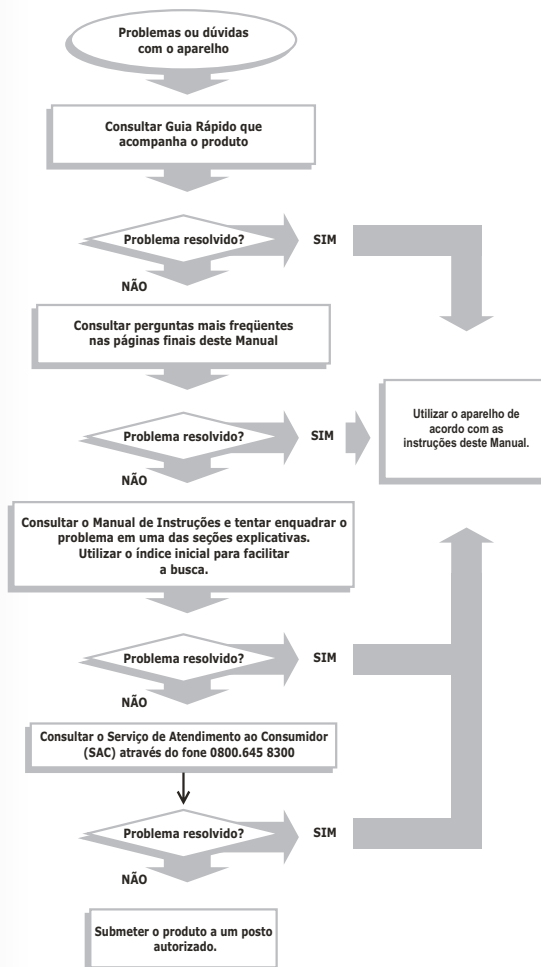 Problemas ou dúvidas
com o aparelho
Consultar Guia Rápido que
acompanha o produto
Problema resolvido?
SIM
NÃO
Consultar perguntas mais freqüentes
nas páginas finais deste Manual
Problema resolvido?
SIM
Utilizar o aparelho de
acordo com as
instruções deste Manual.
NÃO
Consultar o Manual de Instruções e tentar enquadrar o
problema em uma das seções explicativas.
Utilizar o índice inicial para facilitar
a busca.
Problema resolvido?
SIM
NÃO
Consultar o Serviço de Atendimento ao Consumidor
(SAC) através do fone 0800.645 8300
Problema resolvido?
SIM
NÃO
Submeter o produto a um posto
autorizado.